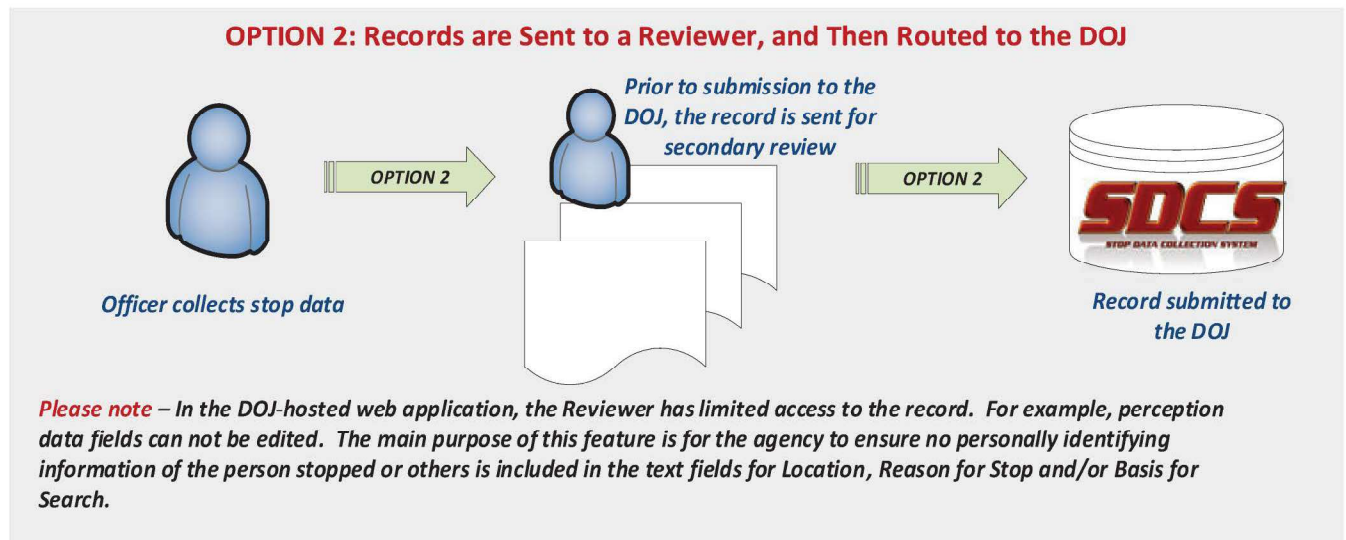 OPTION 2: Records are Sent to a Reviewer, and Then Routed to the DOJ
Prior to submission to the
DOJ, the record is sent for
secondary review
OPTION 2
OPTION 2
SDCS
STOP DATA COLLECTION SYSTEM
Officer collects stop data
Record submitted to
the DOJ
Please note – In the DOJ-hosted web application, the Reviewer has limited access to the record.  For example, perception
data fields can not be edited.  The main purpose of this feature is for the agency to ensure no personally identifying
information of the person stopped or others is included in the text fields for Location, Reason for Stop and/or Basis for
Search.